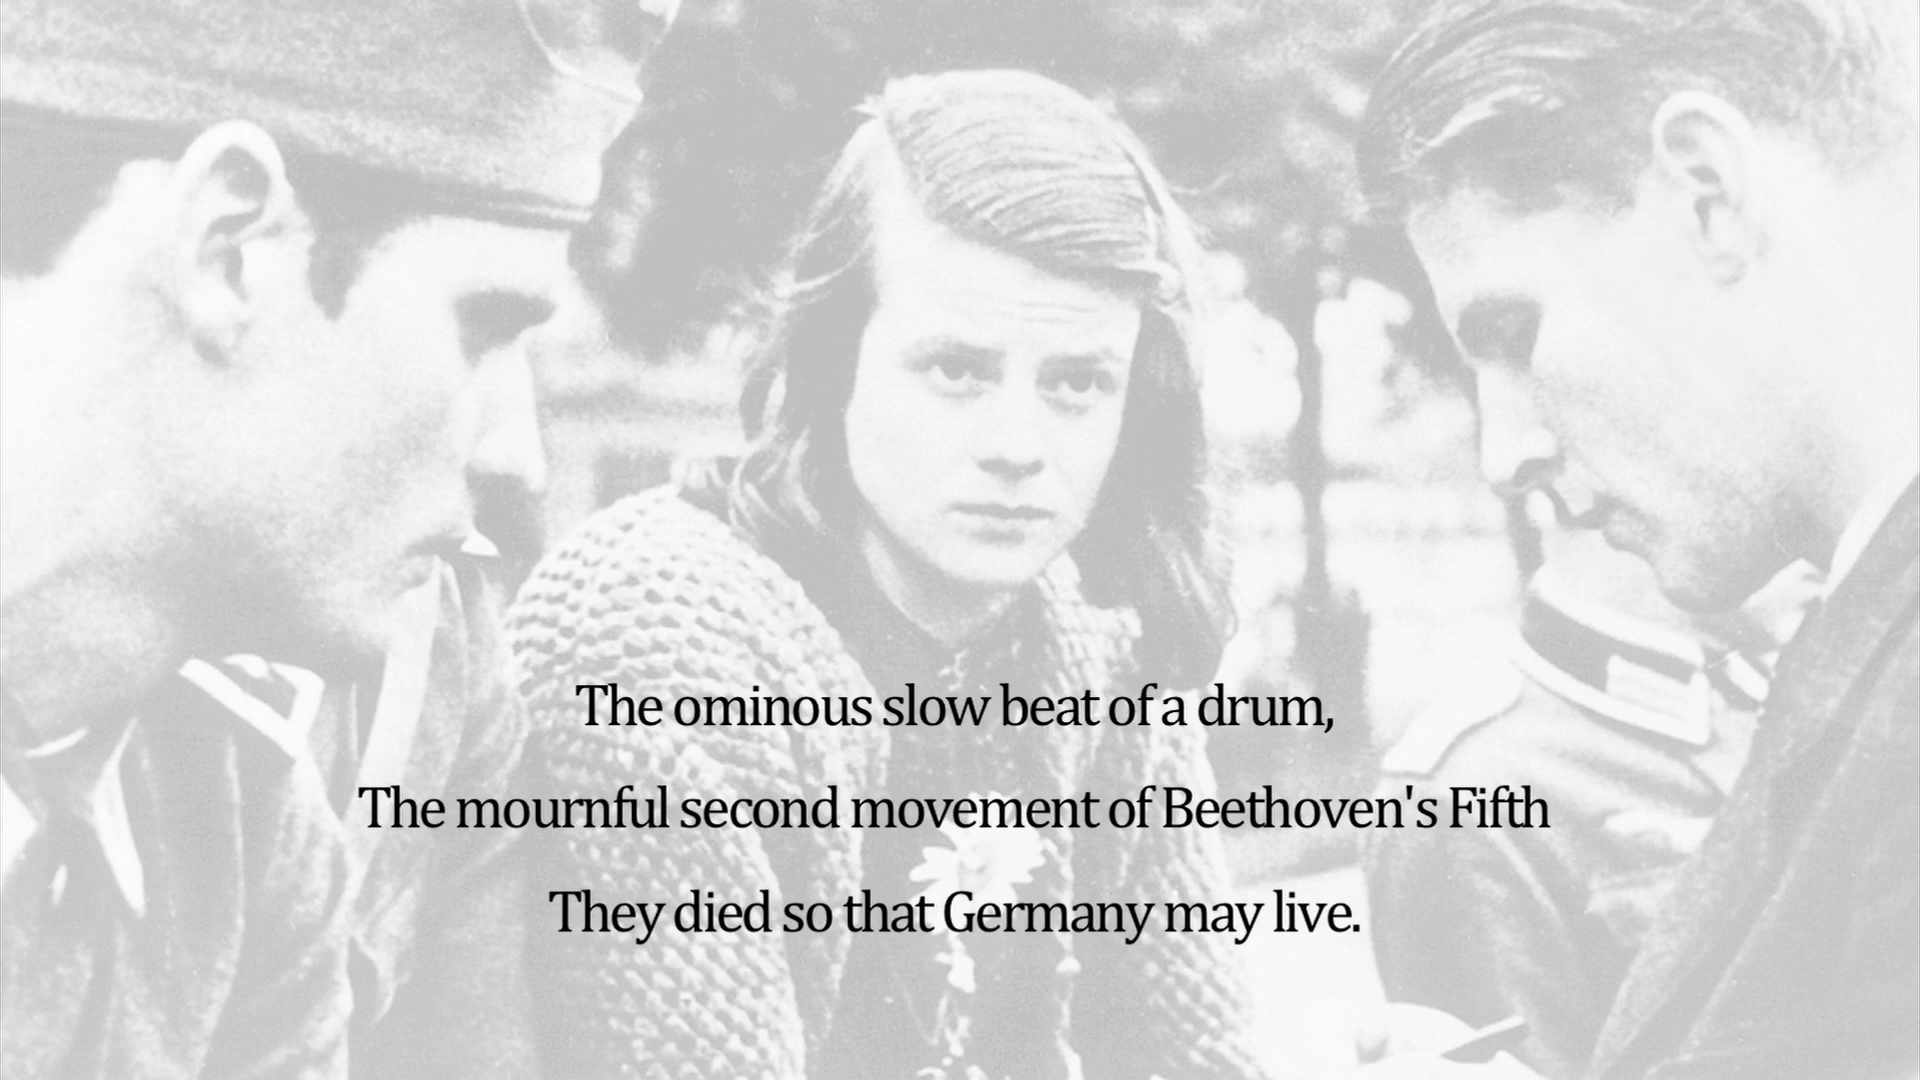 The ominous slow beat of a drum,
The mournful second movement of Beethoven's Fifth
They died so that Germany may live.